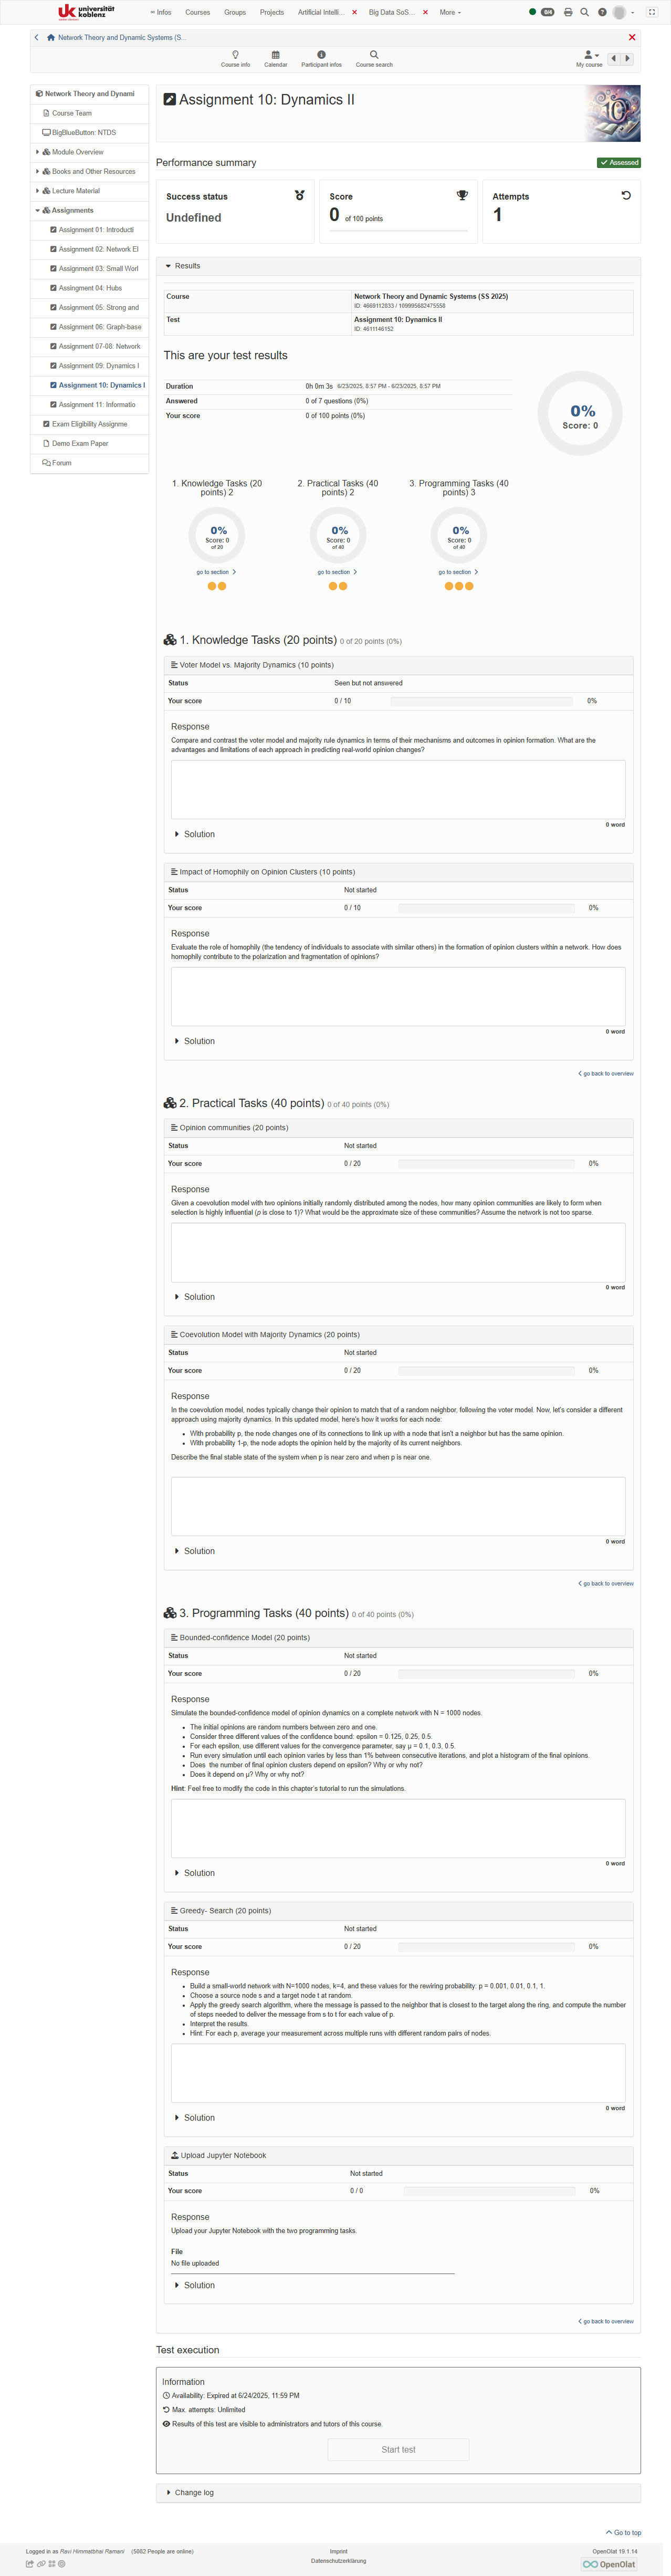 uk universität koblenz
Infos
Courses
Groups
Projects
Artificial Intelli...
Big Data SoS...
More
0/4
Network Theory and Dynamic Systems (S...
Course info
Calendar
Participant infos
Course search
My course
Network Theory and Dynami
Course Team
BigBlueButton: NTDS
Module Overview
Books and Other Resources
Lecture Material
Assignments
Assignment 01: Introducti
Assignment 02: Network El
Assignment 03: Small Worl
Assingment 04: Hubs
Assignment 05: Strong and
Assignment 06: Graph-base
Assignment 07-08: Network
Assignment 09: Dynamics I
Assignment 10: Dynamics I
Assignment 11: Informatio
Exam Eligibility Assignme
Demo Exam Paper
Forum
Assignment 10: Dynamics II
10
Performance summary
Assessed
Success status
Undefined
Score
0 of 100 points
Attempts
1
Results
Course
Network Theory and Dynamic Systems (SS 2025)
ID: 4669112833 / 109995682475558
Test
Assignment 10: Dynamics II
ID: 4611146152
This are your test results
Duration 0h 0m 3s 6/23/2025, 8:57 PM - 6/23/2025, 8:57 PM
Answered 0 of 7 questions (0%)
Your score 0 of 100 points (0%)
0%
Score: 0
1. Knowledge Tasks (20 points) 2
0%
Score: 0
of 20
go to section
2. Practical Tasks (40 points) 2
0%
Score: 0
of 40
go to section
3. Programming Tasks (40 points) 3
0%
Score: 0
of 40
go to section
1. Knowledge Tasks (20 points) 0 of 20 points (0%)
Voter Model vs. Majority Dynamics (10 points)
Status Seen but not answered
Your score 0 / 10 0%
Response
Compare and contrast the voter model and majority rule dynamics in terms of their mechanisms and outcomes in opinion formation. What are the
advantages and limitations of each approach in predicting real-world opinion changes?
0 word
Solution
Impact of Homophily on Opinion Clusters (10 points)
Status Not started
Your score 0 / 10 0%
Response
Evaluate the role of homophily (the tendency of individuals to associate with similar others) in the formation of opinion clusters within a network. How does
homophily contribute to the polarization and fragmentation of opinions?
0 word
Solution
go back to overview
2. Practical Tasks (40 points) 0 of 40 points (0%)
Opinion communities (20 points)
Status Not started
Your score 0 / 20 0%
Response
Given a coevolution model with two opinions initially randomly distributed among the nodes, how many opinion communities are likely to form when
selection is highly influential (p is close to 1)? What would be the approximate size of these communities? Assume the network is not too sparse.
0 word
Solution
Coevolution Model with Majority Dynamics (20 points)
Status Not started
Your score 0 / 20 0%
Response
In the coevolution model, nodes typically change their opinion to match that of a random neighbor, following the voter model. Now, let's consider a different
approach using majority dynamics. In this updated model, here's how it works for each node:
• With probability p, the node changes one of its connections to link up with a node that isn't a neighbor but has the same opinion.
• With probability 1-p, the node adopts the opinion held by the majority of its current neighbors.
Describe the final stable state of the system when p is near zero and when p is near one.
0 word
Solution
go back to overview
3. Programming Tasks (40 points) 0 of 40 points (0%)
Bounded-confidence Model (20 points)
Status Not started
Your score 0 / 20 0%
Response
Simulate the bounded-confidence model of opinion dynamics on a complete network with N = 1000 nodes.
• The initial opinions are random numbers between zero and one.
• Consider three different values of the confidence bound: epsilon = 0.125, 0.25, 0.5.
• For each epsilon, use different values for the convergence parameter, say μ = 0.1, 0.3, 0.5.
• Run every simulation until each opinion varies by less than 1% between consecutive iterations, and plot a histogram of the final opinions.
• Does the number of final opinion clusters depend on epsilon? Why or why not?
• Does it depend on μ? Why or why not?
Hint: Feel free to modify the code in this chapter's tutorial to run the simulations.
0 word
Solution
Greedy- Search (20 points)
Status Not started
Your score 0 / 20 0%
Response
• Build a small-world network with N=1000 nodes, k=4, and these values for the rewiring probability: p = 0.001, 0.01, 0.1, 1.
• Choose a source node s and a target node t at random.
• Apply the greedy search algorithm, where the message is passed to the neighbor that is closest to the target along the ring, and compute the number
of steps needed to deliver the message from s to t for each value of p.
• Interpret the results.
• Hint: For each p, average your measurement across multiple runs with different random pairs of nodes.
0 word
Solution
Upload Jupyter Notebook
Status Not started
Your score 0 / 0 0%
Response
Upload your Jupyter Notebook with the two programming tasks.
File
No file uploaded
Solution
go back to overview
Test execution
Information
Availability: Expired at 6/24/2025, 11:59 PM
Max. attempts: Unlimited
Results of this test are visible to administrators and tutors of this course.
Start test
Change log
Go to top
Logged in as Ravi Himmatbhai Ramani (5082 People are online)
Imprint
Datenschutzerklärung
OpenOlat 19.1.14
OpenOlat